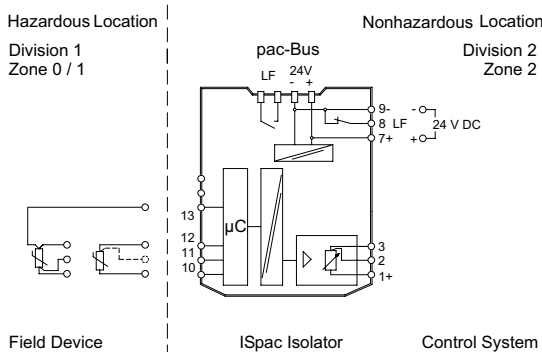 Hazardous Location
Nonhazardous Location
Division 1
Zone 0 / 1
pac-Bus
Division 2
Zone 2
LF
24V
- +
9-
8 LF
7+
-
24 V DC
+
13
12
11
10
µC
3
2
1+
Field Device
ISpac Isolator
Control System